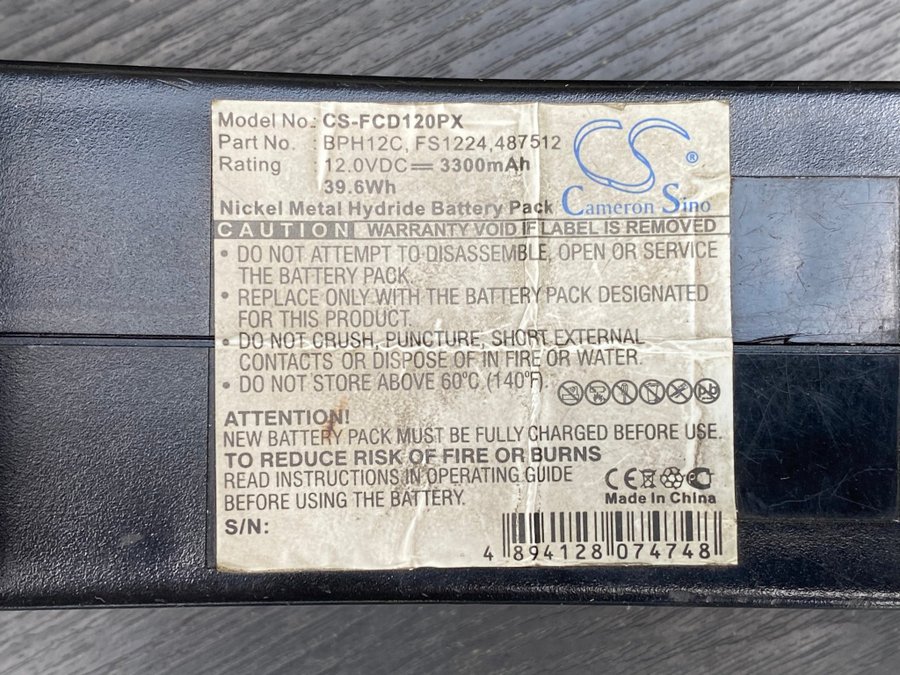 Model No.: CS-FCD120PX
Part No. : BPH12C, FS1224,487512
Rating : 12.0VDC⎓ 3300mAh
39.6Wh
Nickel Metal Hydride Battery Pack
CS ®
Cameron Sino
CAUTION WARRANTY VOID IF LABEL IS REMOVED
• DO NOT ATTEMPT TO DISASSEMBLE, OPEN OR SERVICE
THE BATTERY PACK.
• REPLACE ONLY WITH THE BATTERY PACK DESIGNATED
FOR THIS PRODUCT.
• DO NOT CRUSH, PUNCTURE, SHORT EXTERNAL
CONTACTS OR DISPOSE OF IN FIRE OR WATER.
• DO NOT STORE ABOVE 60°C (140°F).
ATTENTION!
NEW BATTERY PACK MUST BE FULLY CHARGED BEFORE USE.
TO REDUCE RISK OF FIRE OR BURNS
READ INSTRUCTIONS IN OPERATING GUIDE
BEFORE USING THE BATTERY.
CE
Made In China
S/N:
4 894128 074748